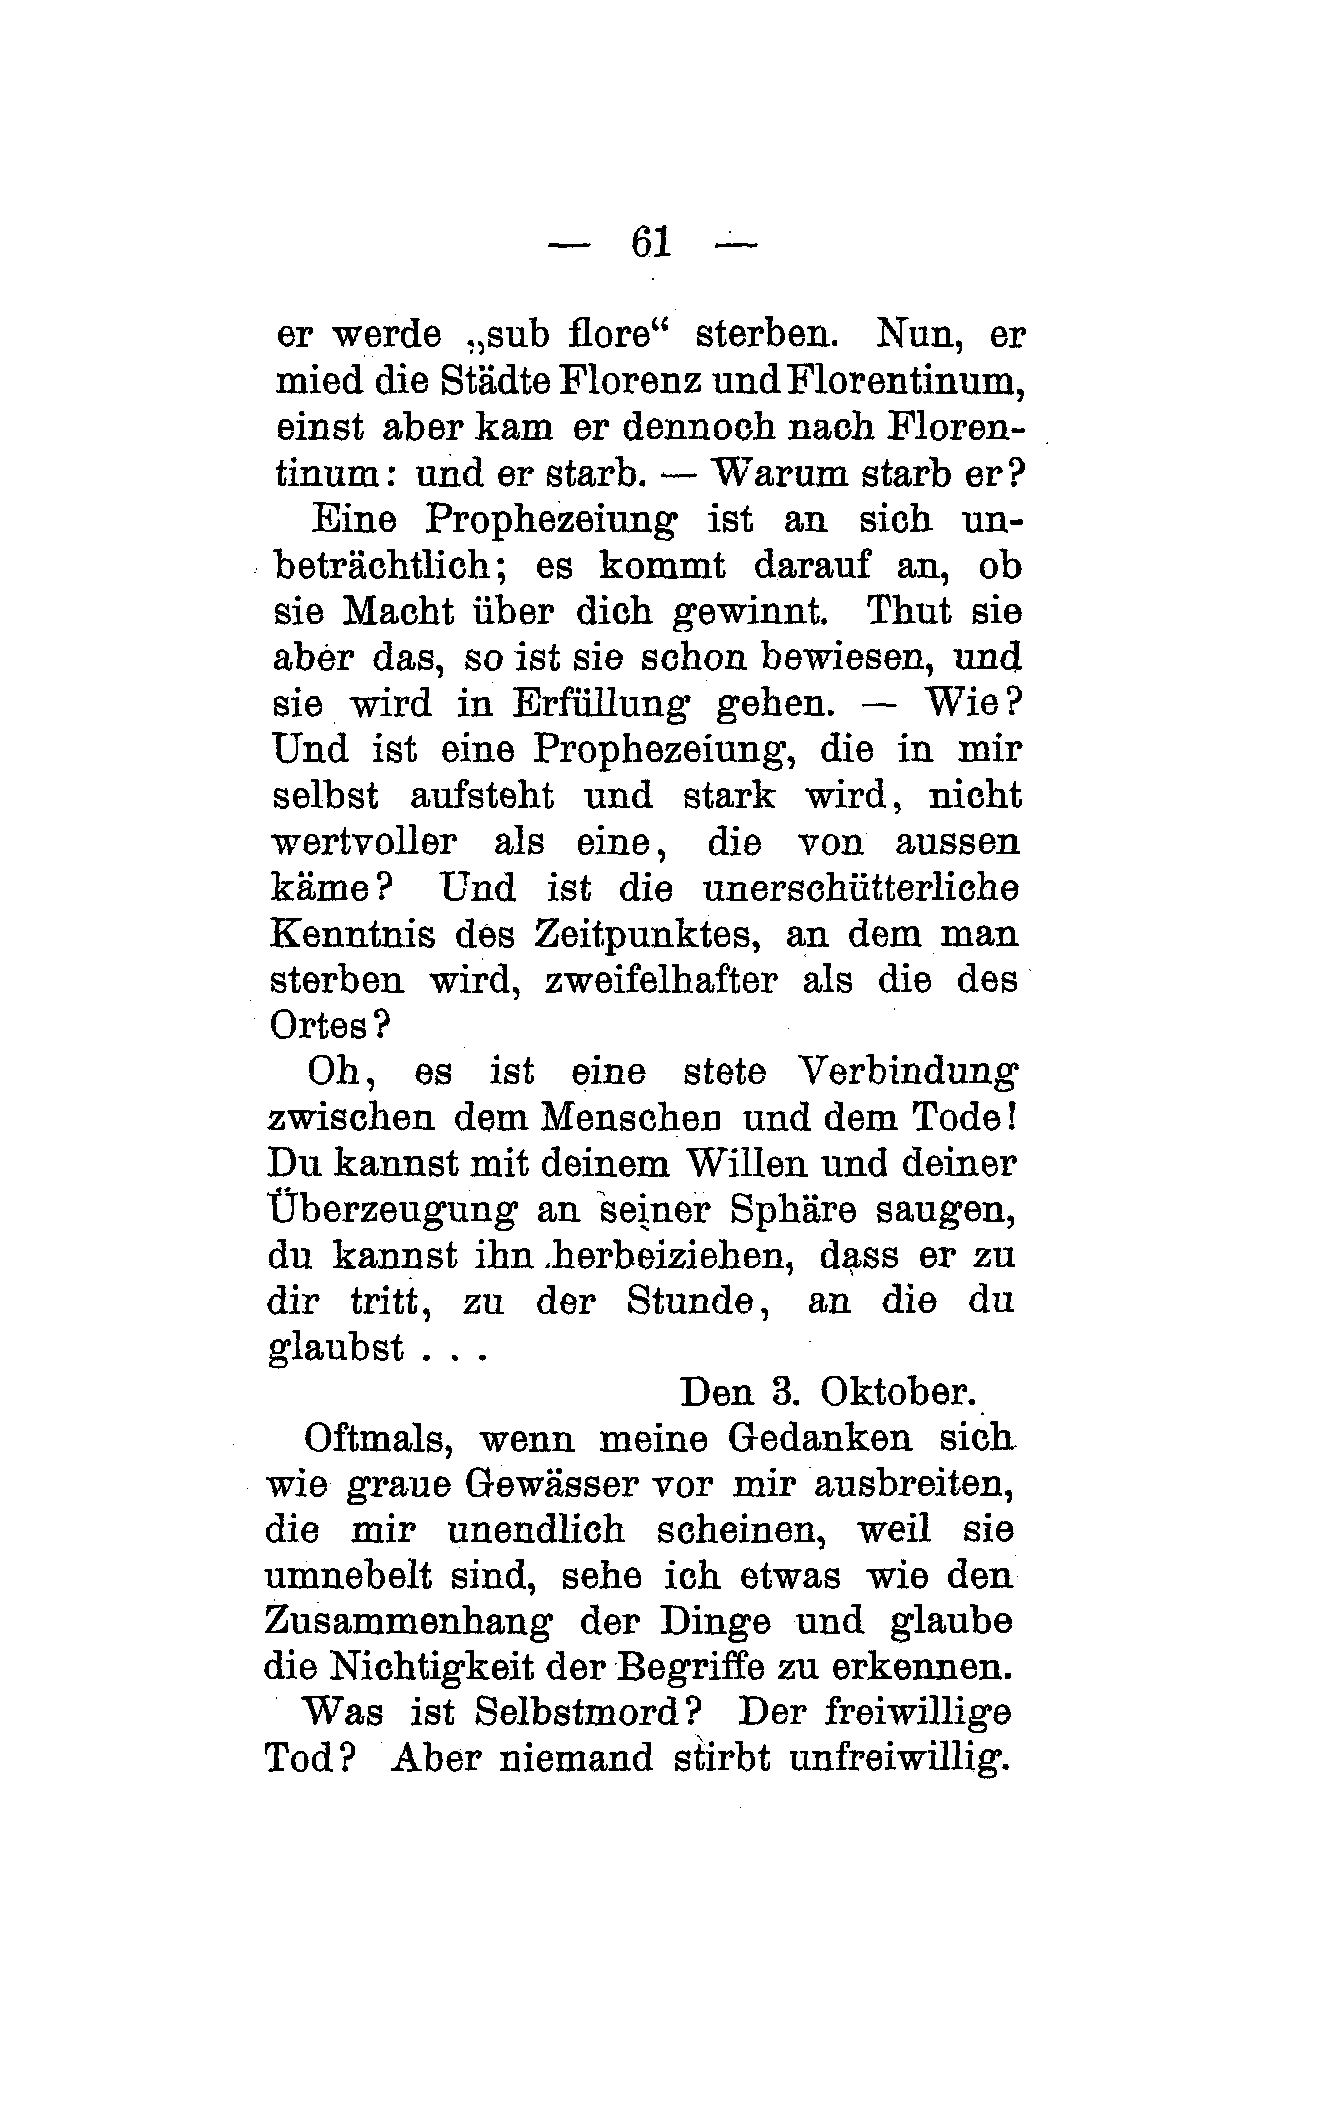 — 61 —
er werde „sub flore“ sterben. Nun, er
mied die Städte Florenz und Florentinum,
einst aber kam er dennoch nach Floren-
tinum: und er starb. — Warum starb er?
Eine Prophezeiung ist an sich un-
beträchtlich; es kommt darauf an, ob
sie Macht über dich gewinnt. Thut sie
aber das, so ist sie schon bewiesen, und
sie wird in Erfüllung gehen. — Wie?
Und ist eine Prophezeiung, die in mir
selbst aufsteht und stark wird, nicht
wertvoller als eine, die von aussen
käme? Und ist die unerschütterliche
Kenntnis des Zeitpunktes, an dem man
sterben wird, zweifelhafter als die des
Ortes?
Oh, es ist eine stete Verbindung
zwischen dem Menschen und dem Tode!
Du kannst mit deinem Willen und deiner
Überzeugung an seiner Sphäre saugen,
du kannst ihn herbeiziehen, dass er zu
dir tritt, zu der Stunde, an die du
glaubst . . .
Den 3. Oktober.
Oftmals, wenn meine Gedanken sich
wie graue Gewässer vor mir ausbreiten,
die mir unendlich scheinen, weil sie
umnebelt sind, sehe ich etwas wie den
Zusammenhang der Dinge und glaube
die Nichtigkeit der Begriffe zu erkennen.
Was ist Selbstmord? Der freiwillige
Tod? Aber niemand stirbt unfreiwillig.